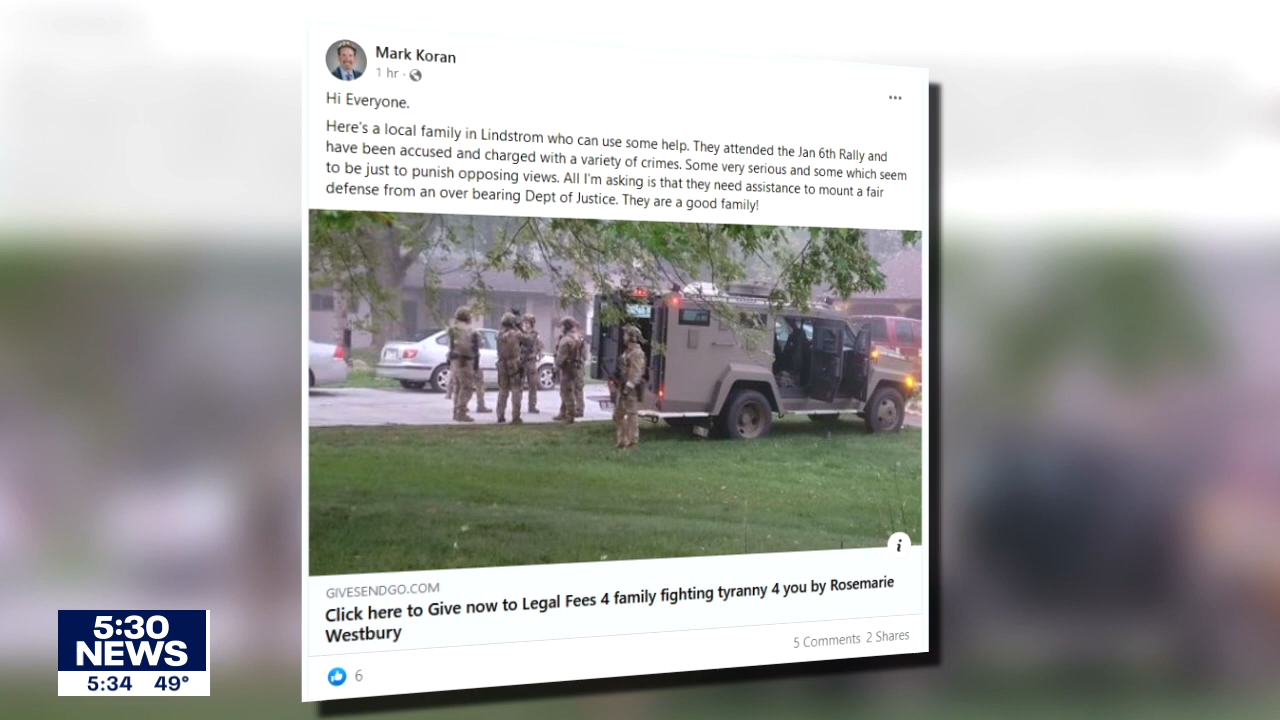 Mark Koran
1 hr ·
Hi Everyone.
Here's a local family in Lindstrom who can use some help. They attended the Jan 6th Rally and
have been accused and charged with a variety of crimes. Some very serious and some which seem
to be just to punish opposing views. All I'm asking is that they need assistance to mount a fair
defense from an over bearing Dept of Justice. They are a good family!
i
GIVESENDGO.COM
Click here to Give now to Legal Fees 4 family fighting tyranny 4 you by Rosemarie
Westbury
5 Comments 2 Shares
6
5:30
NEWS
5:34 49°